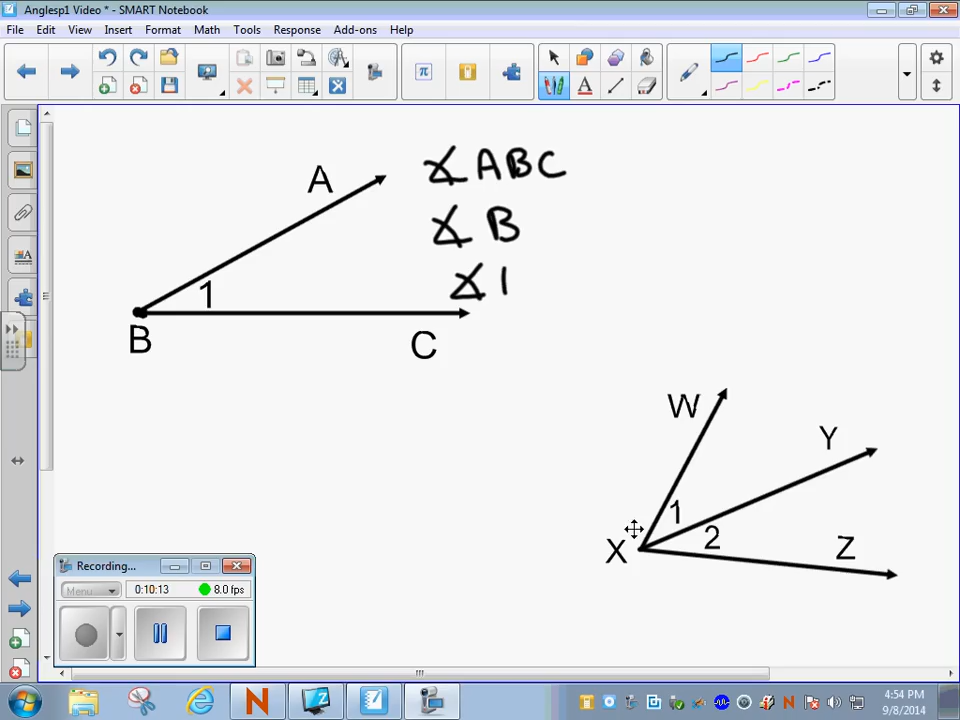 Anglesp1 Video * - SMART Notebook
File Edit View Insert Format Math Tools Response Add-ons Help
A
∡ABC
∡ B
∡ 1
1
B
C
W
Y
1
2
X
Z
Recording...
Menu
0:10:13
8.0 fps
4:54 PM
9/8/2014